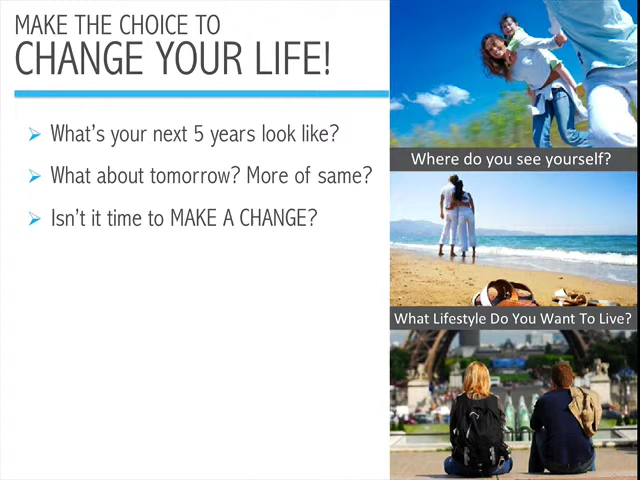 MAKE THE CHOICE TO
CHANGE YOUR LIFE!
What's your next 5 years look like?
What about tomorrow? More of same?
Isn't it time to MAKE A CHANGE?
Where do you see yourself?
What Lifestyle Do You Want To Live?